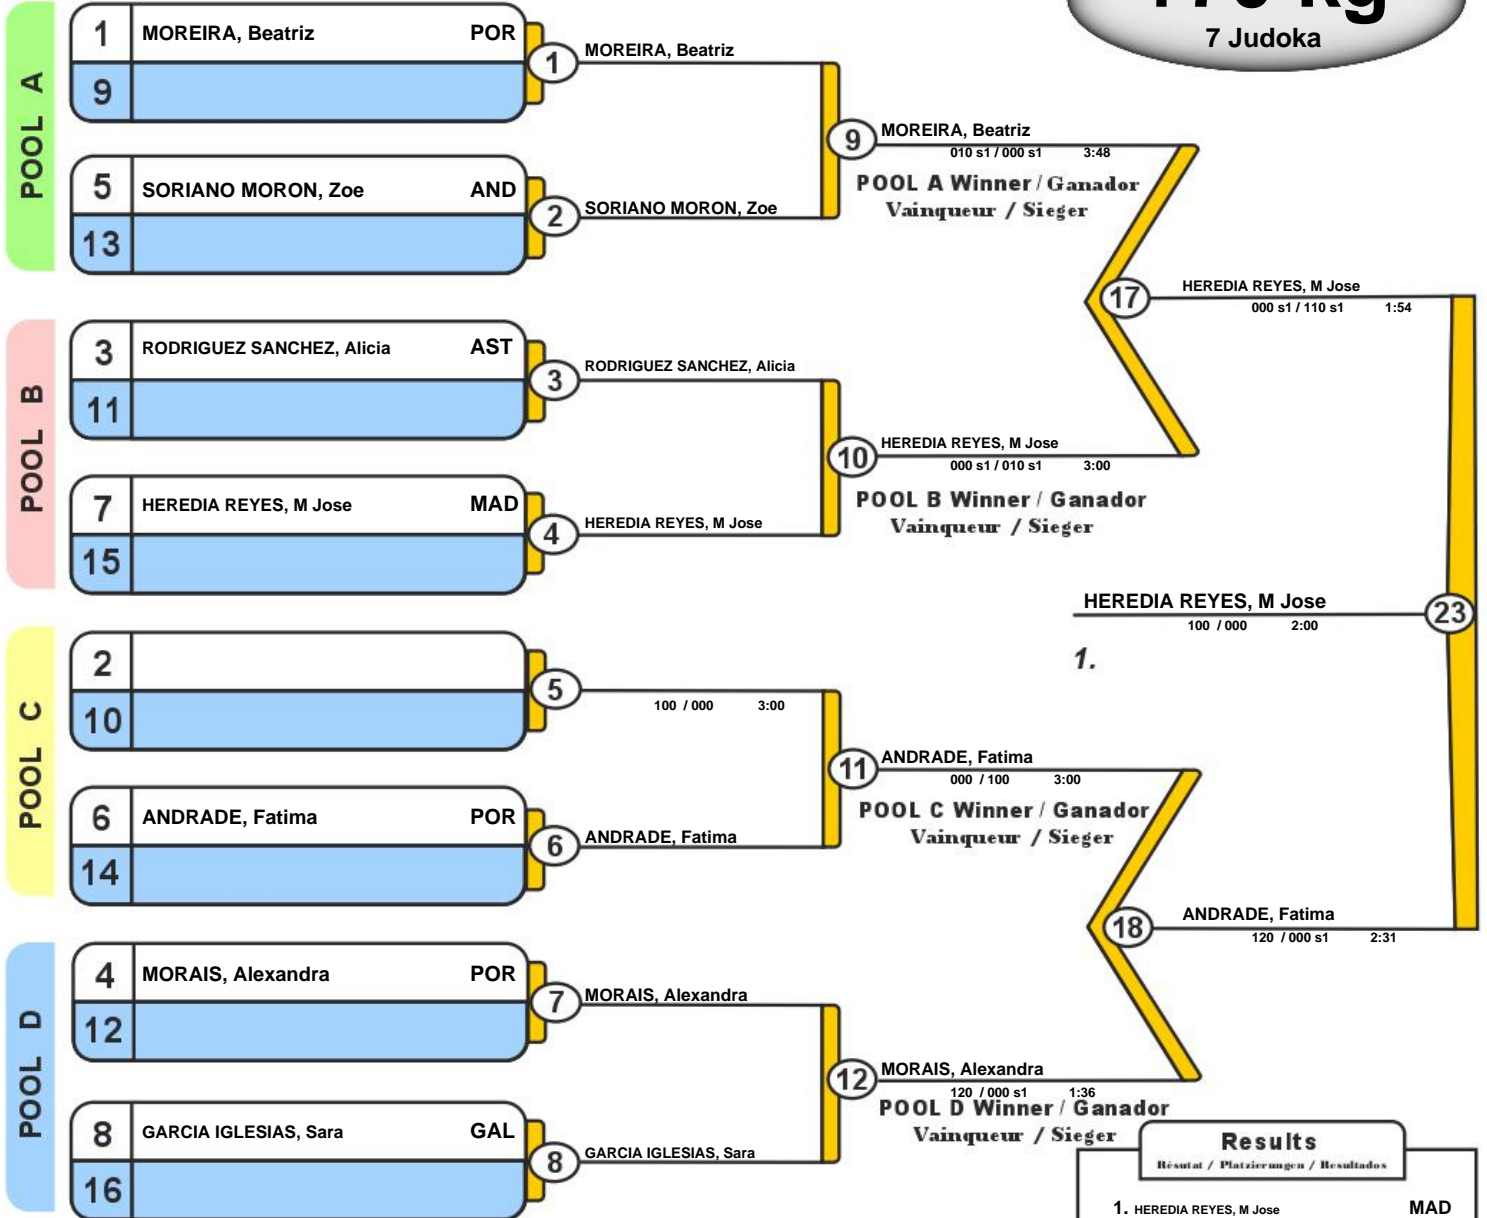 7 Judoka
POOL A
1 MOREIRA, Beatriz POR
9
1 MOREIRA, Beatriz
5 SORIANO MORON, Zoe AND
13
2 SORIANO MORON, Zoe
9 MOREIRA, Beatriz
010 s1 / 000 s1 3:48
POOL A Winner / Ganador
Vainqueur / Sieger
POOL B
3 RODRIGUEZ SANCHEZ, Alicia AST
11
3 RODRIGUEZ SANCHEZ, Alicia
7 HEREDIA REYES, M Jose MAD
15
4 HEREDIA REYES, M Jose
10 HEREDIA REYES, M Jose
000 s1 / 010 s1 3:00
POOL B Winner / Ganador
Vainqueur / Sieger
17 HEREDIA REYES, M Jose
000 s1 / 110 s1 1:54
POOL C
2
10
5
100 / 000 3:00
6 ANDRADE, Fatima POR
14
6 ANDRADE, Fatima
11 ANDRADE, Fatima
000 / 100 3:00
POOL C Winner / Ganador
Vainqueur / Sieger
POOL D
4 MORAIS, Alexandra POR
12
7 MORAIS, Alexandra
8 GARCIA IGLESIAS, Sara GAL
16
8 GARCIA IGLESIAS, Sara
12 MORAIS, Alexandra
120 / 000 s1 1:36
POOL D Winner / Ganador
Vainqueur / Sieger
18 ANDRADE, Fatima
120 / 000 s1 2:31
HEREDIA REYES, M Jose 23
100 / 000 2:00
1.
Results
Résutat / Platzierungen / Resultados
1. HEREDIA REYES, M Jose MAD